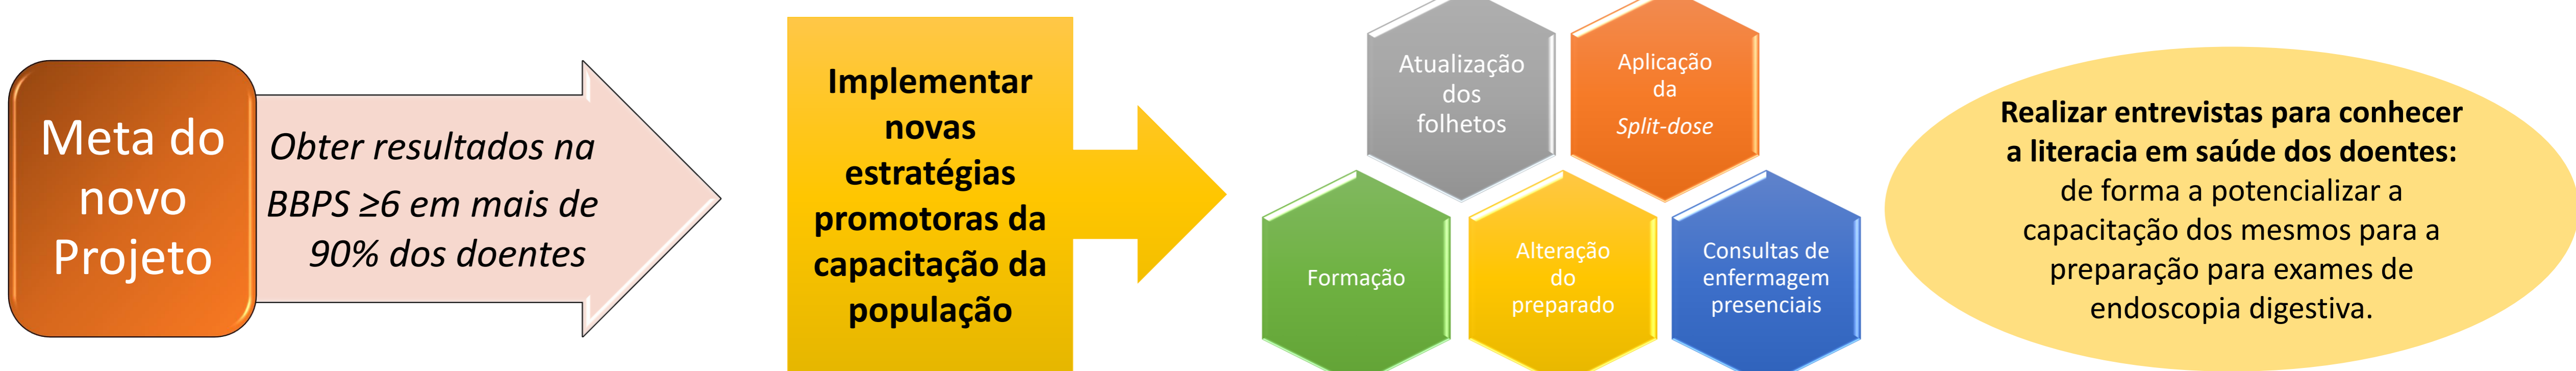 Meta do
novo
Projeto
Obter resultados na
BBPS ≥6 em mais de
90% dos doentes
Implementar
novas
estratégias
promotoras da
capacitação da
população
Atualização
dos
folhetos
Aplicação
da
Split-dose
Formação
Alteração
do
preparado
Consultas de
enfermagem
presenciais
Realizar entrevistas para conhecer
a literacia em saúde dos doentes:
de forma a potencializar a
capacitação dos mesmos para a
preparação para exames de
endoscopia digestiva.